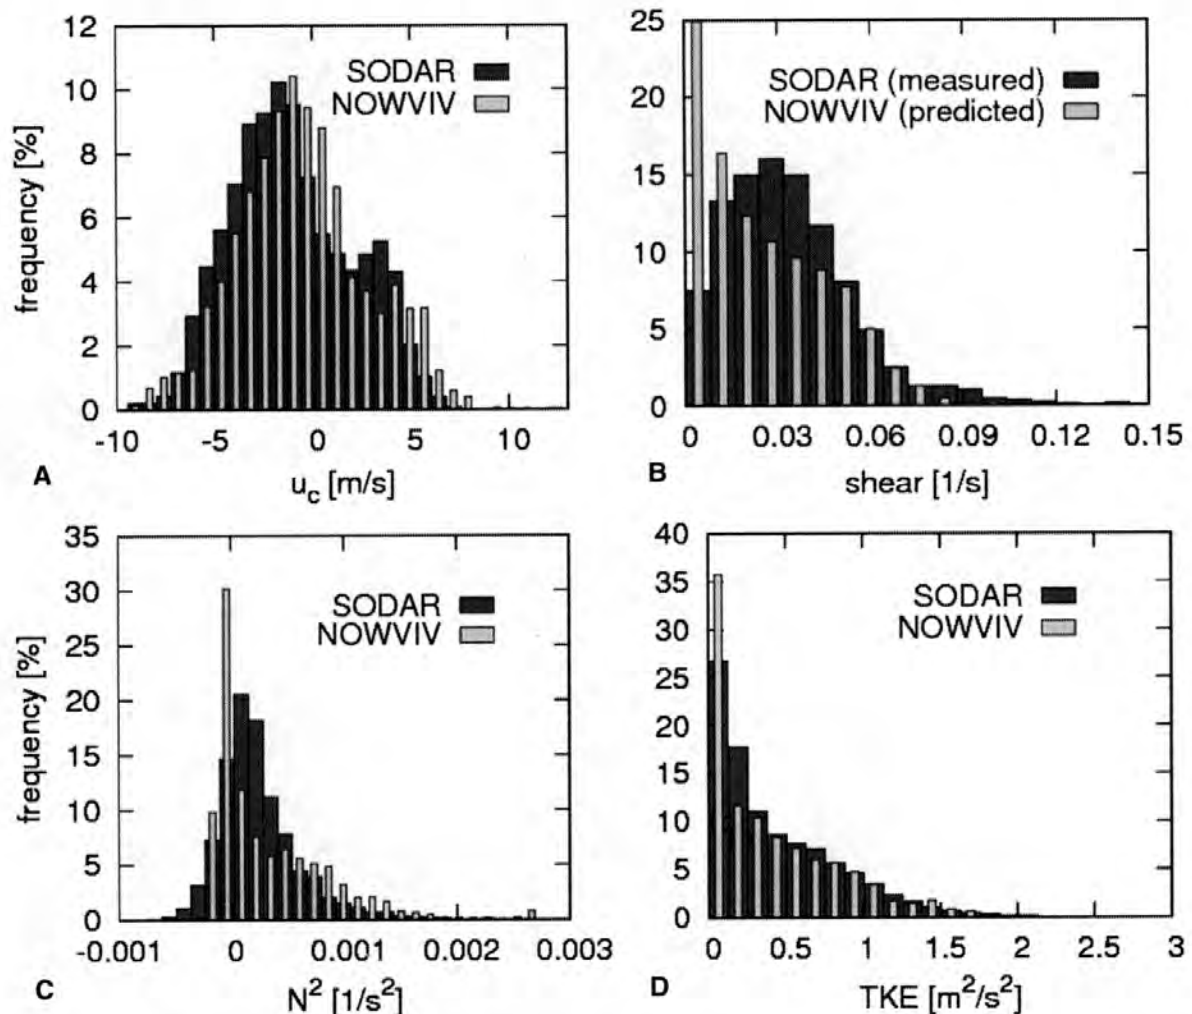 12
10
8
6
4
2
0
frequency [%]
SODAR
NOWVIV
-10 -5 0 5 10
A
u_c [m/s]
25
20
15
10
5
0
SODAR (measured)
NOWVIV (predicted)
0 0.03 0.06 0.09 0.12 0.15
B
shear [1/s]
35
30
25
20
15
10
5
0
frequency [%]
SODAR
NOWVIV
-0.001 0 0.001 0.002 0.003
C
N² [1/s²]
40
35
30
25
20
15
10
5
0
SODAR
NOWVIV
0 0.5 1 1.5 2 2.5 3
D
TKE [m²/s²]